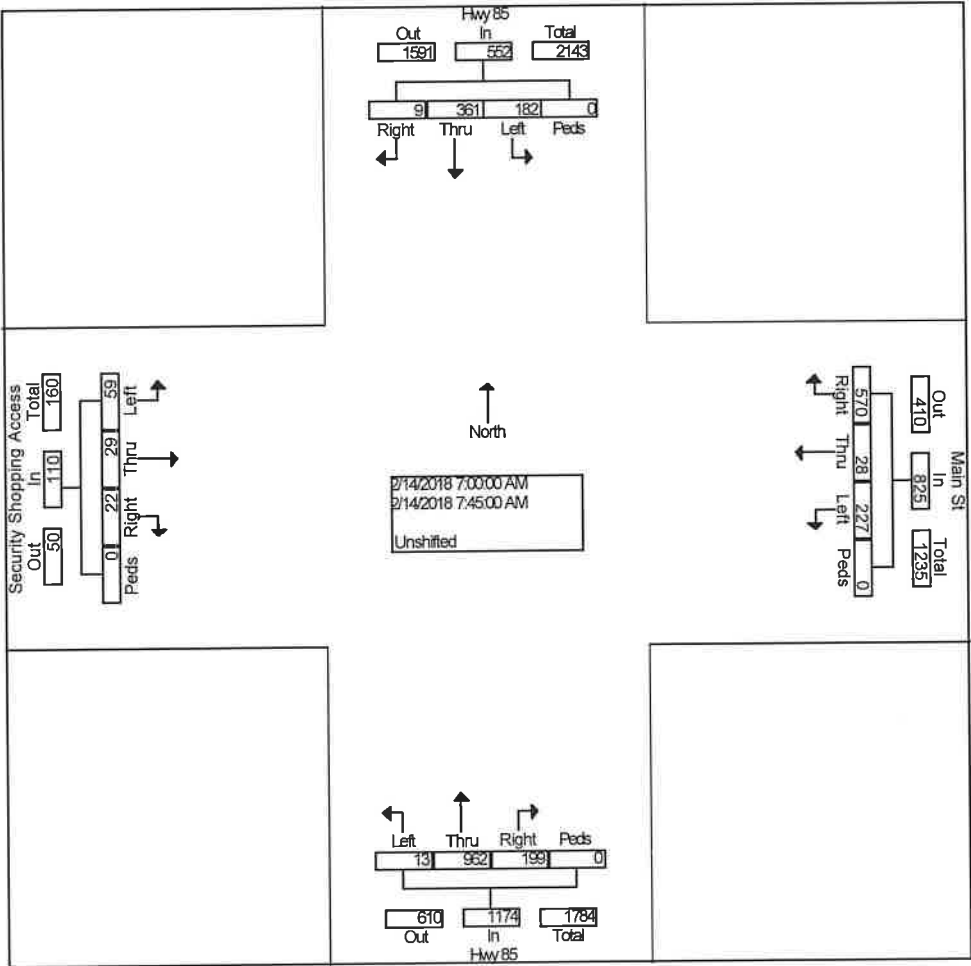 Hwy 85
Out In Total
1591 552 2143
9 361 182 0
Right Thru Left Peds
Security Shopping Access
Total In Out
160 110 50
59 29 22 0
Left Thru Right Peds
North
2/14/2018 7:00:00 AM
2/14/2018 7:45:00 AM
Unshifted
Main St
Out In Total
410 825 1235
570 28 227 0
Right Thru Left Peds
Left Thru Right Peds
13 962 199 0
610 1174 1784
Out In Total
Hwy 85